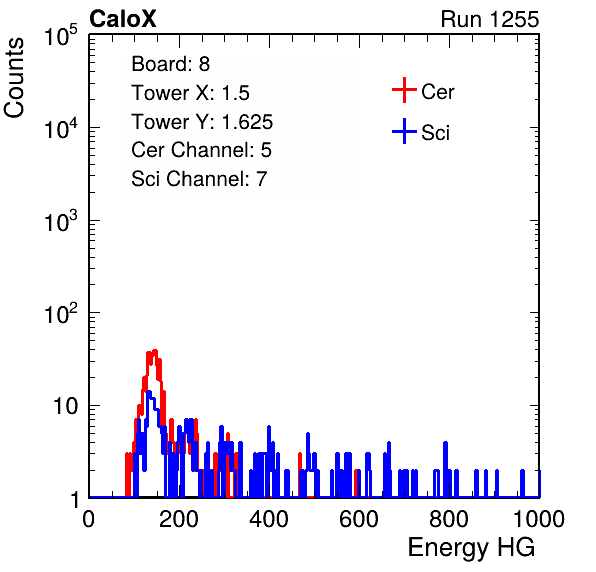 CaloX Run 1255
Board: 8
Tower X: 1.5
Tower Y: 1.625
Cer Channel: 5
Sci Channel: 7
Cer
Sci
Counts
10^5
10^4
10^3
10^2
10
1
0 200 400 600 800 1000
Energy HG